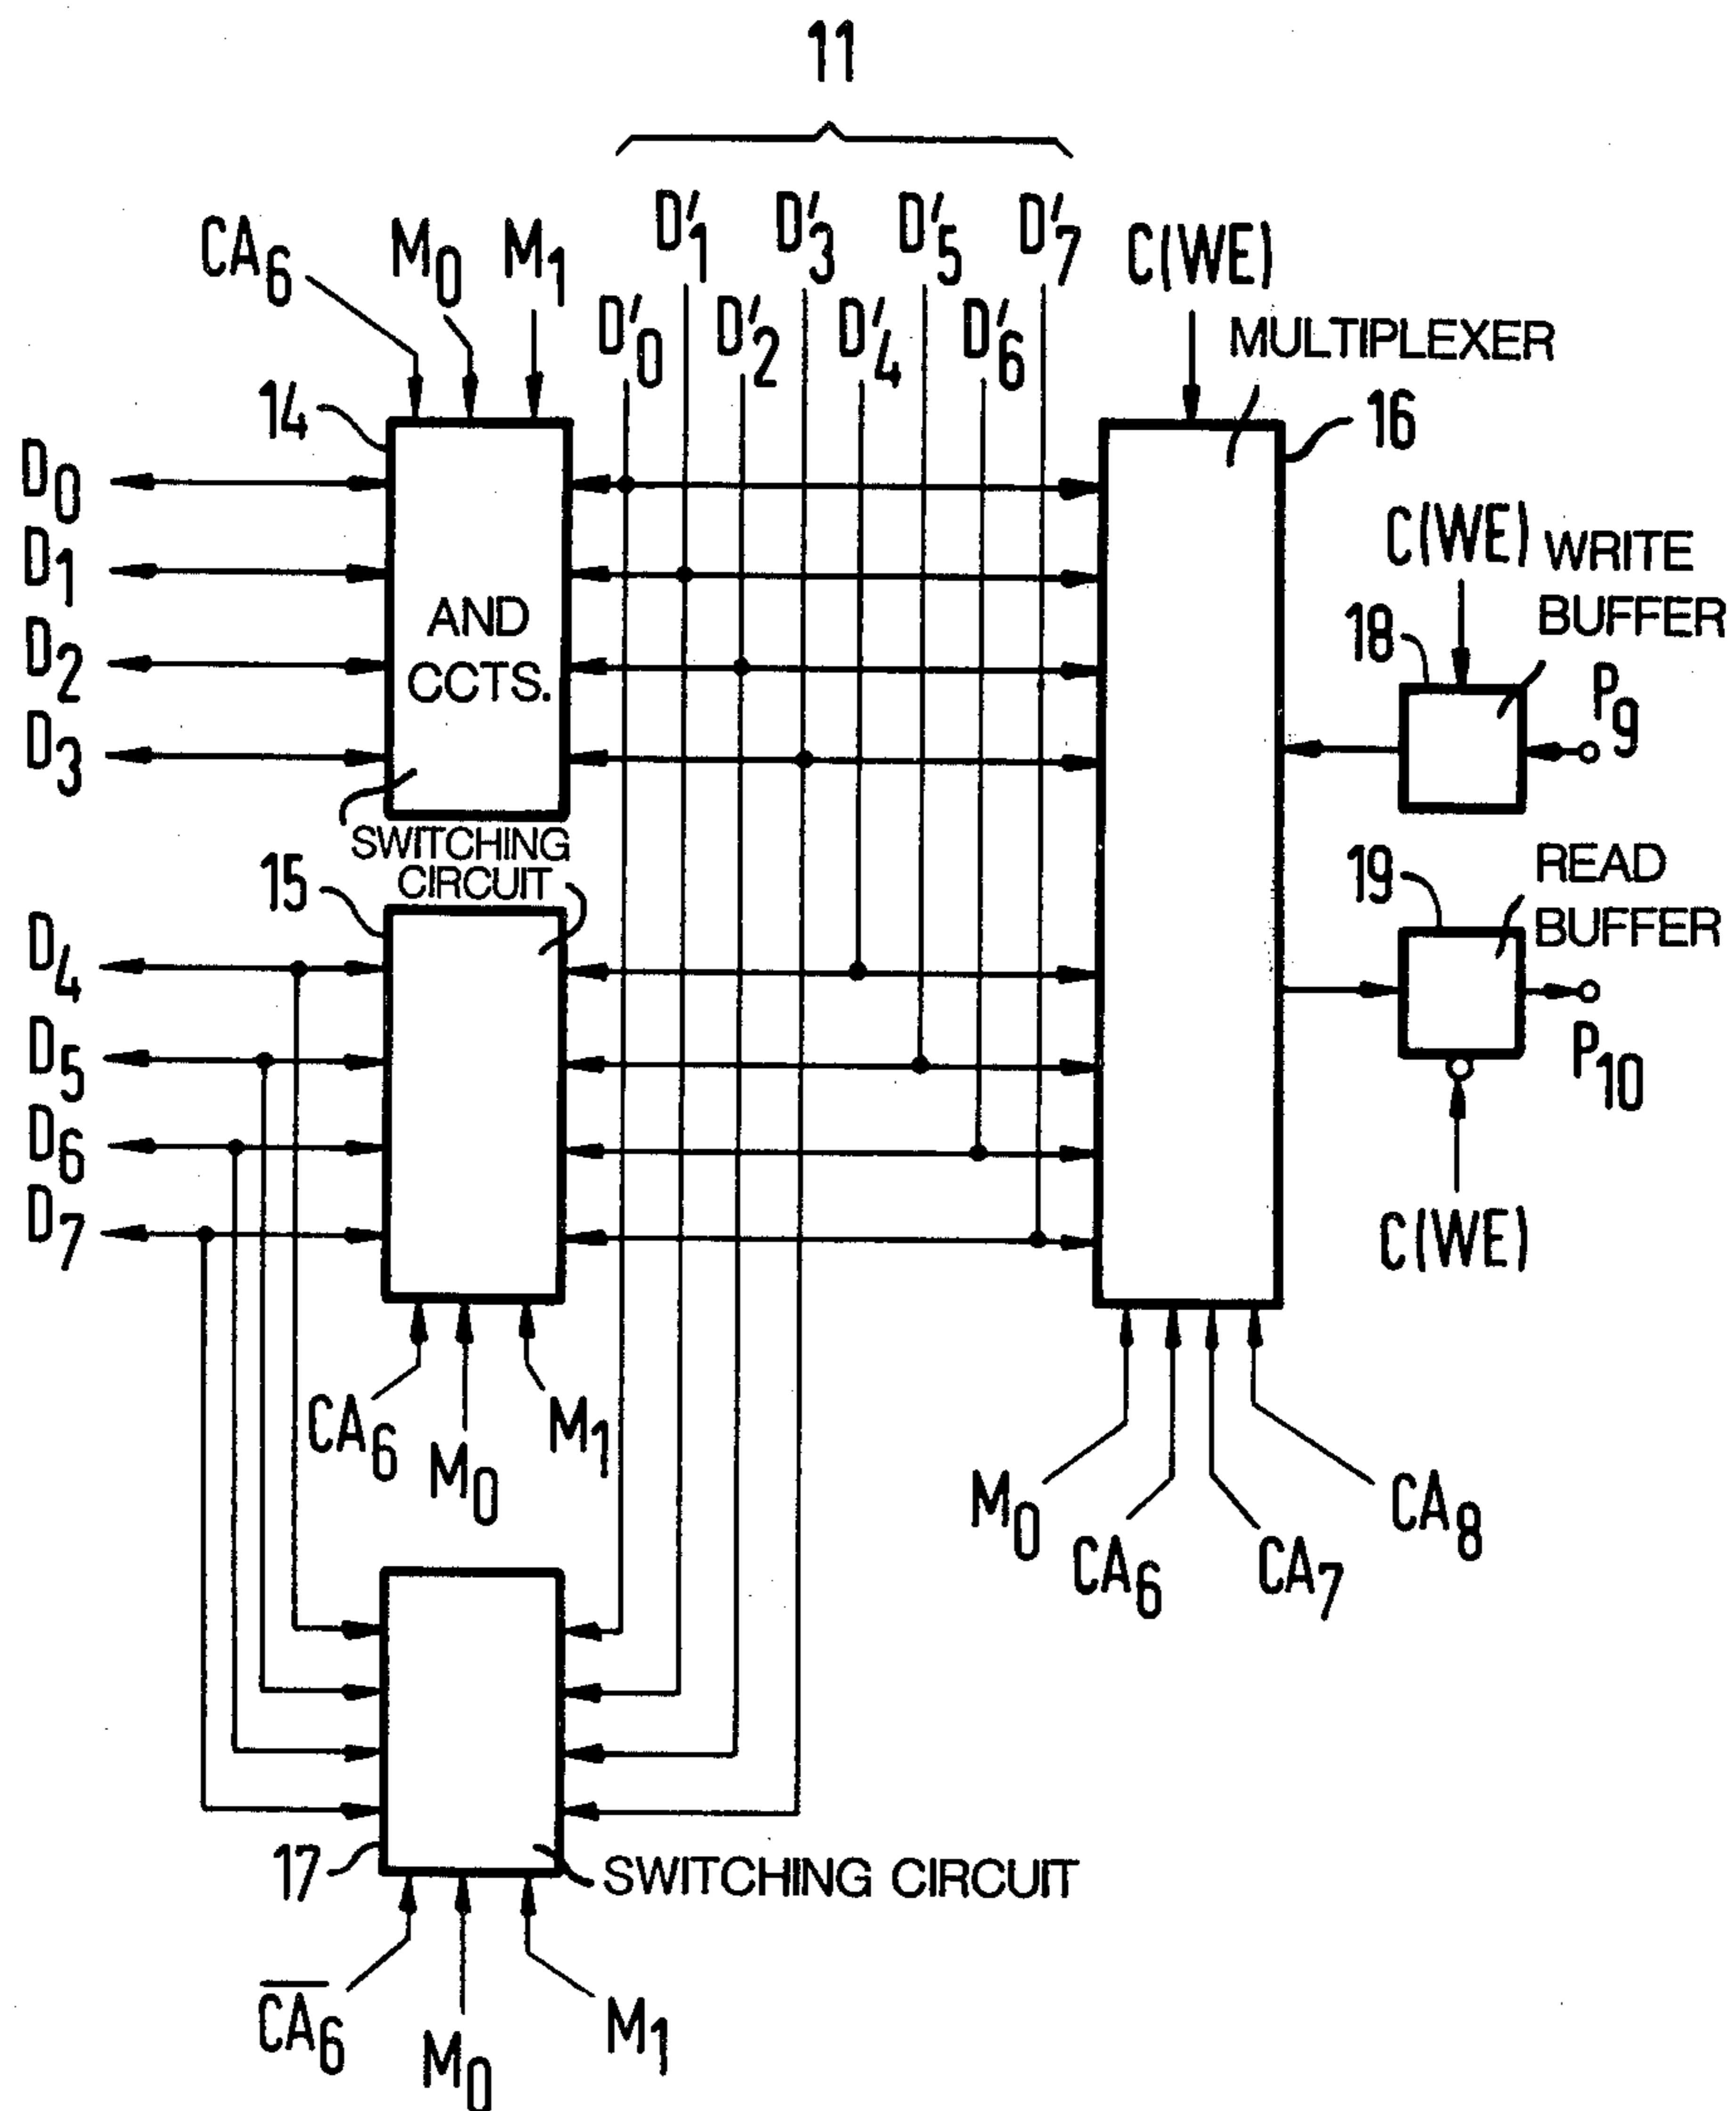 11
D'1 D'3 D'5 D'7
CA6 M0 M1 C(WE)
D'0 D'2 D'4 D'6
MULTIPLEXER
14
16
D0
C(WE) WRITE
BUFFER
D1
AND
CCTS.
18
D2
P9
D3
SWITCHING
CIRCUIT
15
19
READ
BUFFER
D4
D5
P10
D6
D7
C(WE)
CA6 M0 M1
M0 CA6 CA7 CA8
17
SWITCHING CIRCUIT
C̅A̅6̅ M0 M1